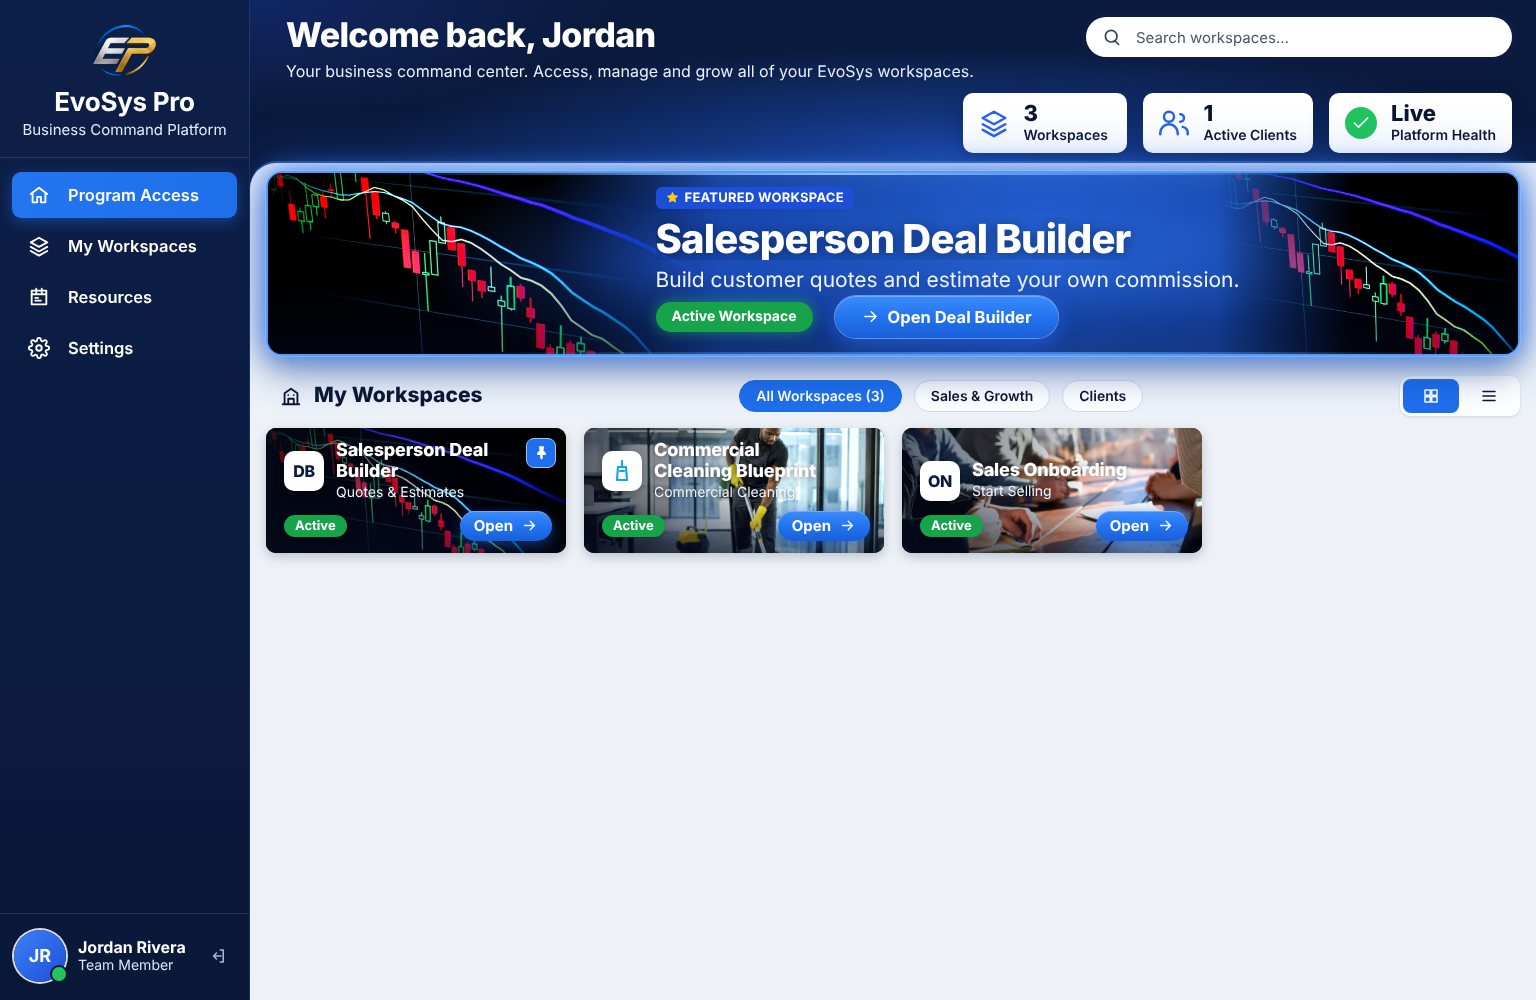 EP
EvoSys Pro
Business Command Platform
Program Access
My Workspaces
Resources
Settings
JR
Jordan Rivera
Team Member
Welcome back, Jordan
Your business command center. Access, manage and grow all of your EvoSys workspaces.
Search workspaces...
3
Workspaces
1
Active Clients
Live
Platform Health
FEATURED WORKSPACE
Salesperson Deal Builder
Build customer quotes and estimate your own commission.
Active Workspace
Open Deal Builder
My Workspaces
All Workspaces (3)
Sales & Growth
Clients
DB
Salesperson Deal
Builder
Quotes & Estimates
Active
Open
Commercial
Cleaning Blueprint
Commercial Cleaning
Active
Open
ON
Sales Onboarding
Start Selling
Active
Open